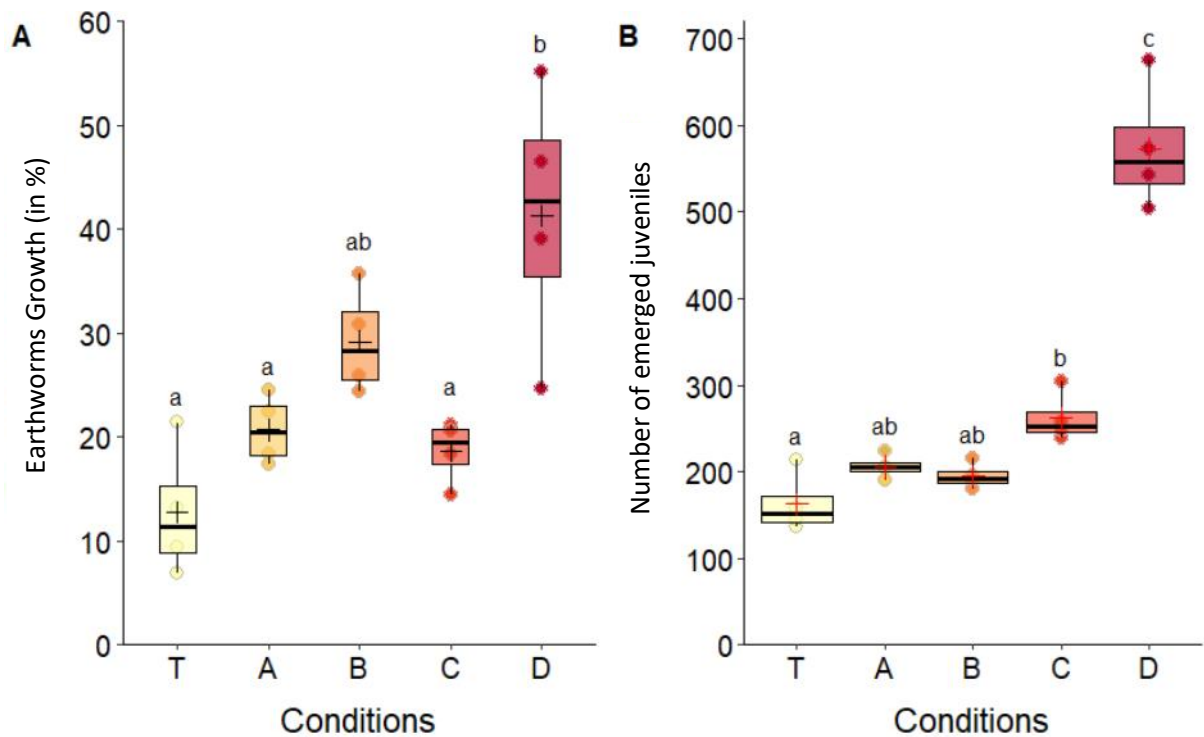 A
Earthworms Growth (in %)
60
50
40
30
20
10
0
a
a
ab
a
b
T A B C D
Conditions
B
Number of emerged juveniles
700
600
500
400
300
200
100
0
a
ab
ab
b
c
T A B C D
Conditions